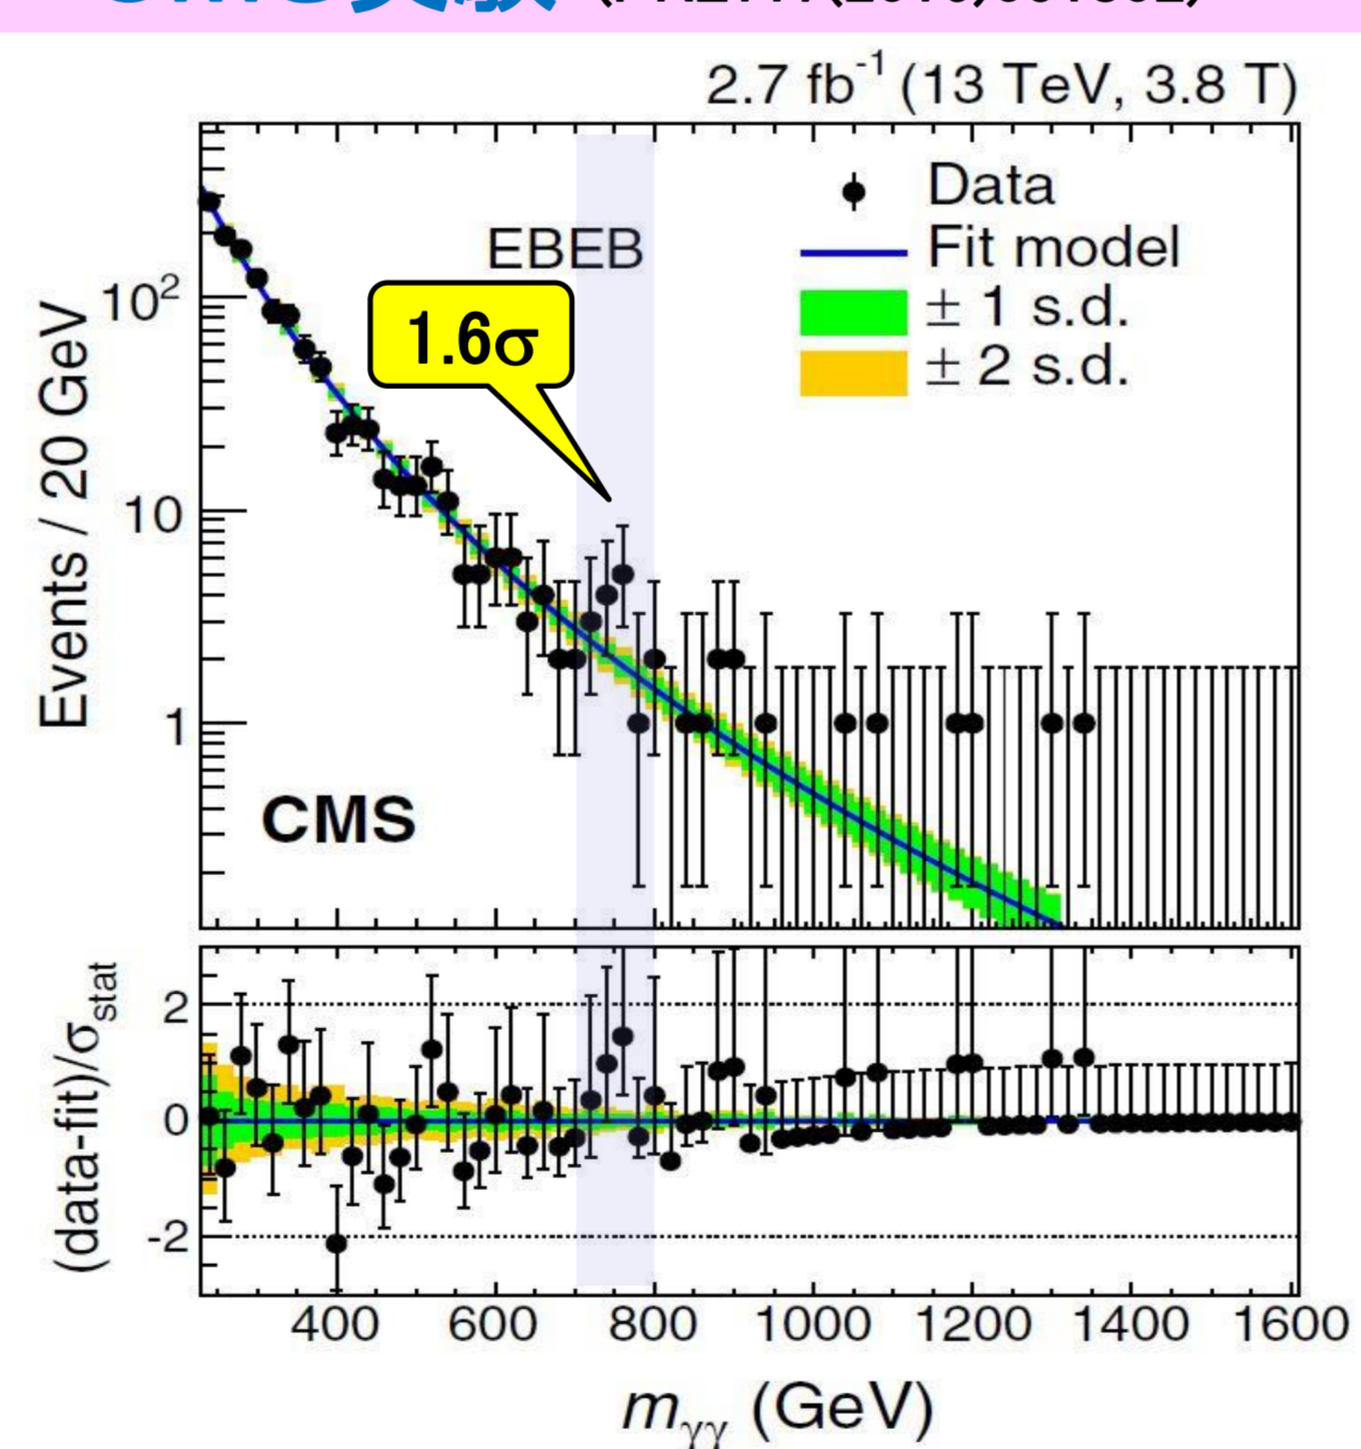 2.7 fb⁻¹ (13 TeV, 3.8 T)
Data
EBEB
Fit model
± 1 s.d.
± 2 s.d.
1.6σ
10²
10
1
Events / 20 GeV
CMS
2
0
-2
(data-fit)/σstat
400 600 800 1000 1200 1400 1600
mγγ (GeV)